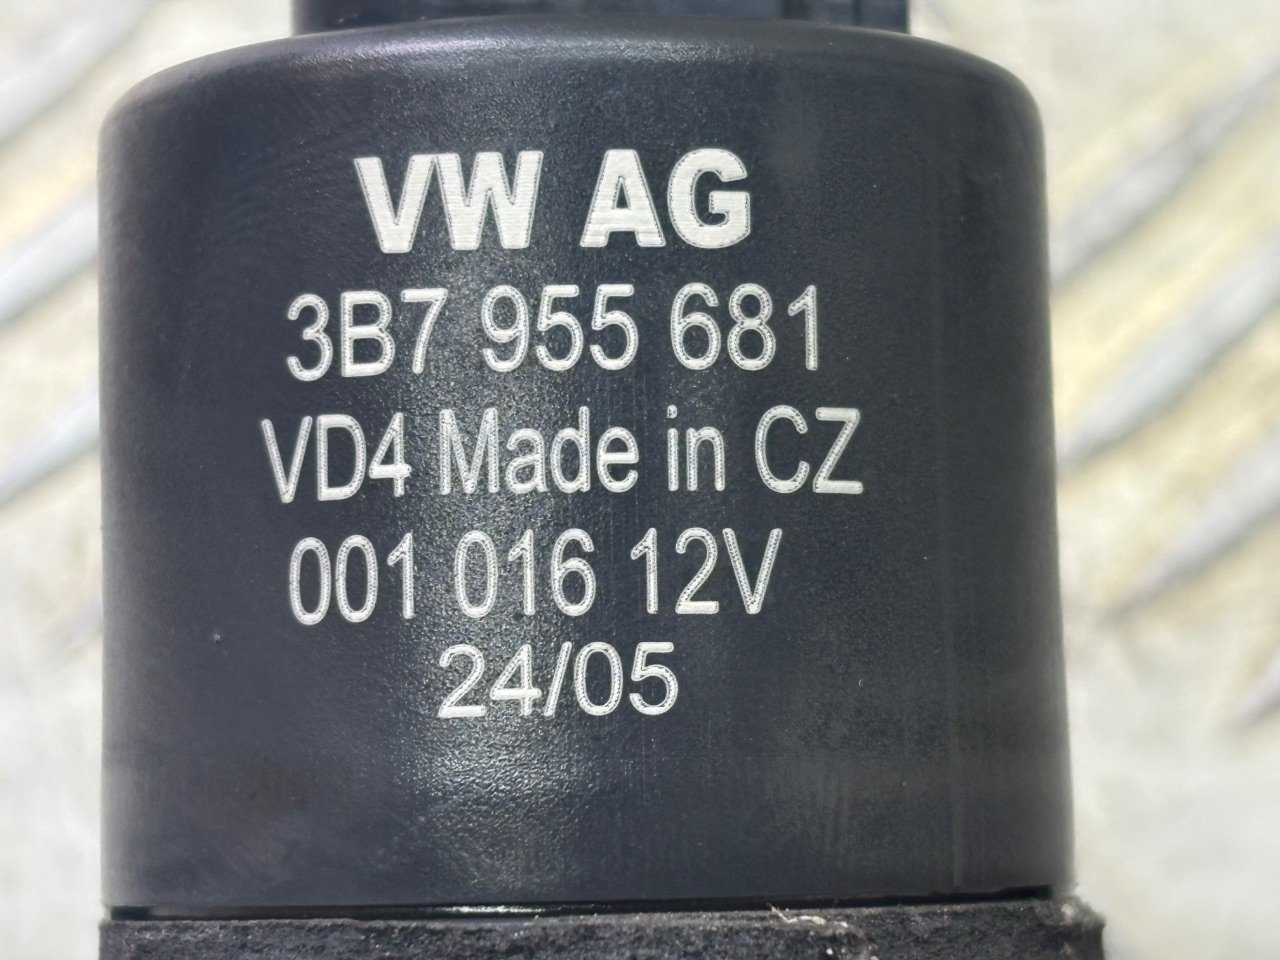 VW AG
3B7 955 681
VD4 Made in CZ
001 016 12V
24/05